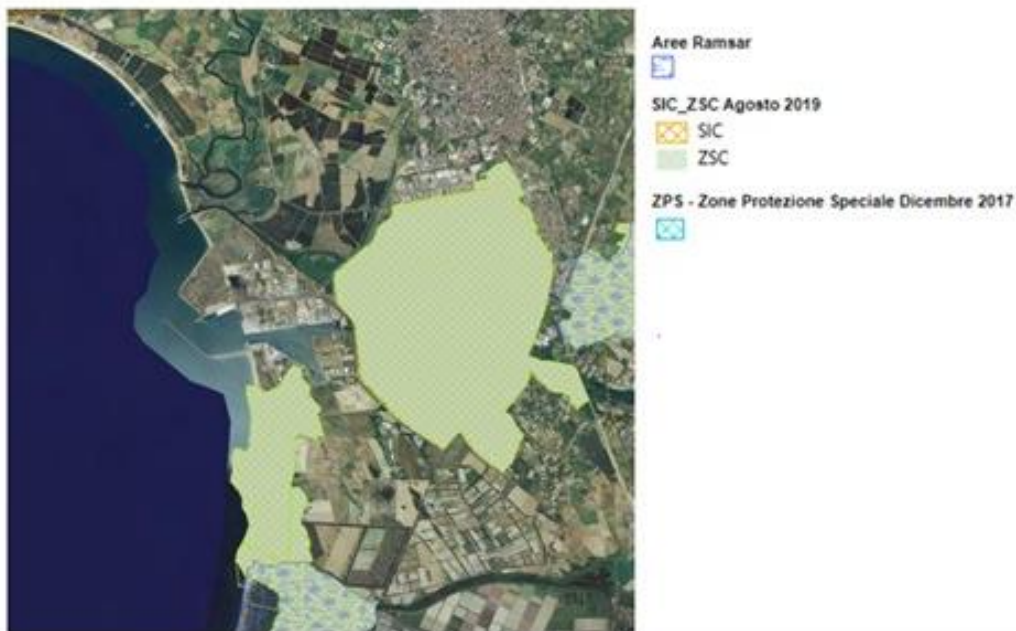 Aree Ramsar
SIC_ZSC Agosto 2019
SIC
ZSC
ZPS - Zone Protezione Speciale Dicembre 2017